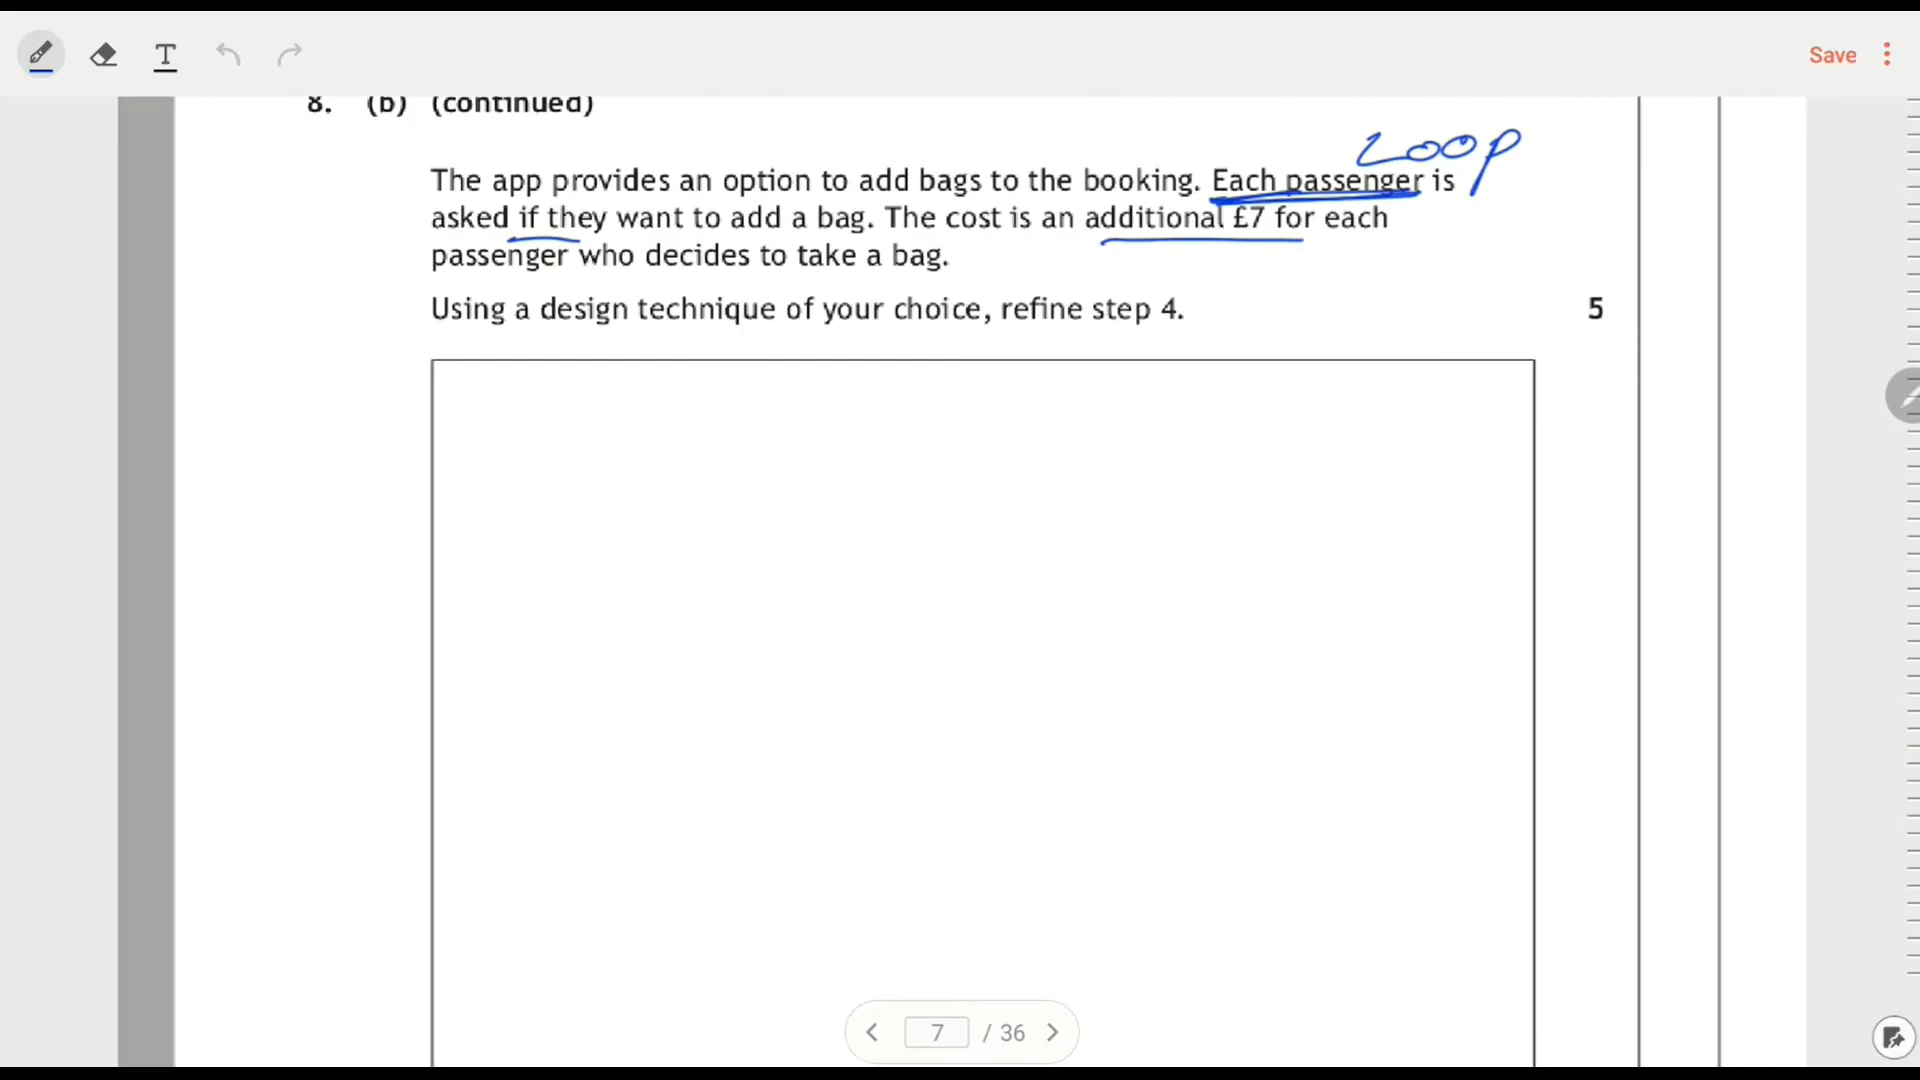 T
Save
8. (b) (continued)
LOOP
The app provides an option to add bags to the booking. Each passenger is
asked if they want to add a bag. The cost is an additional £7 for each
passenger who decides to take a bag.
Using a design technique of your choice, refine step 4.
5
7 / 36